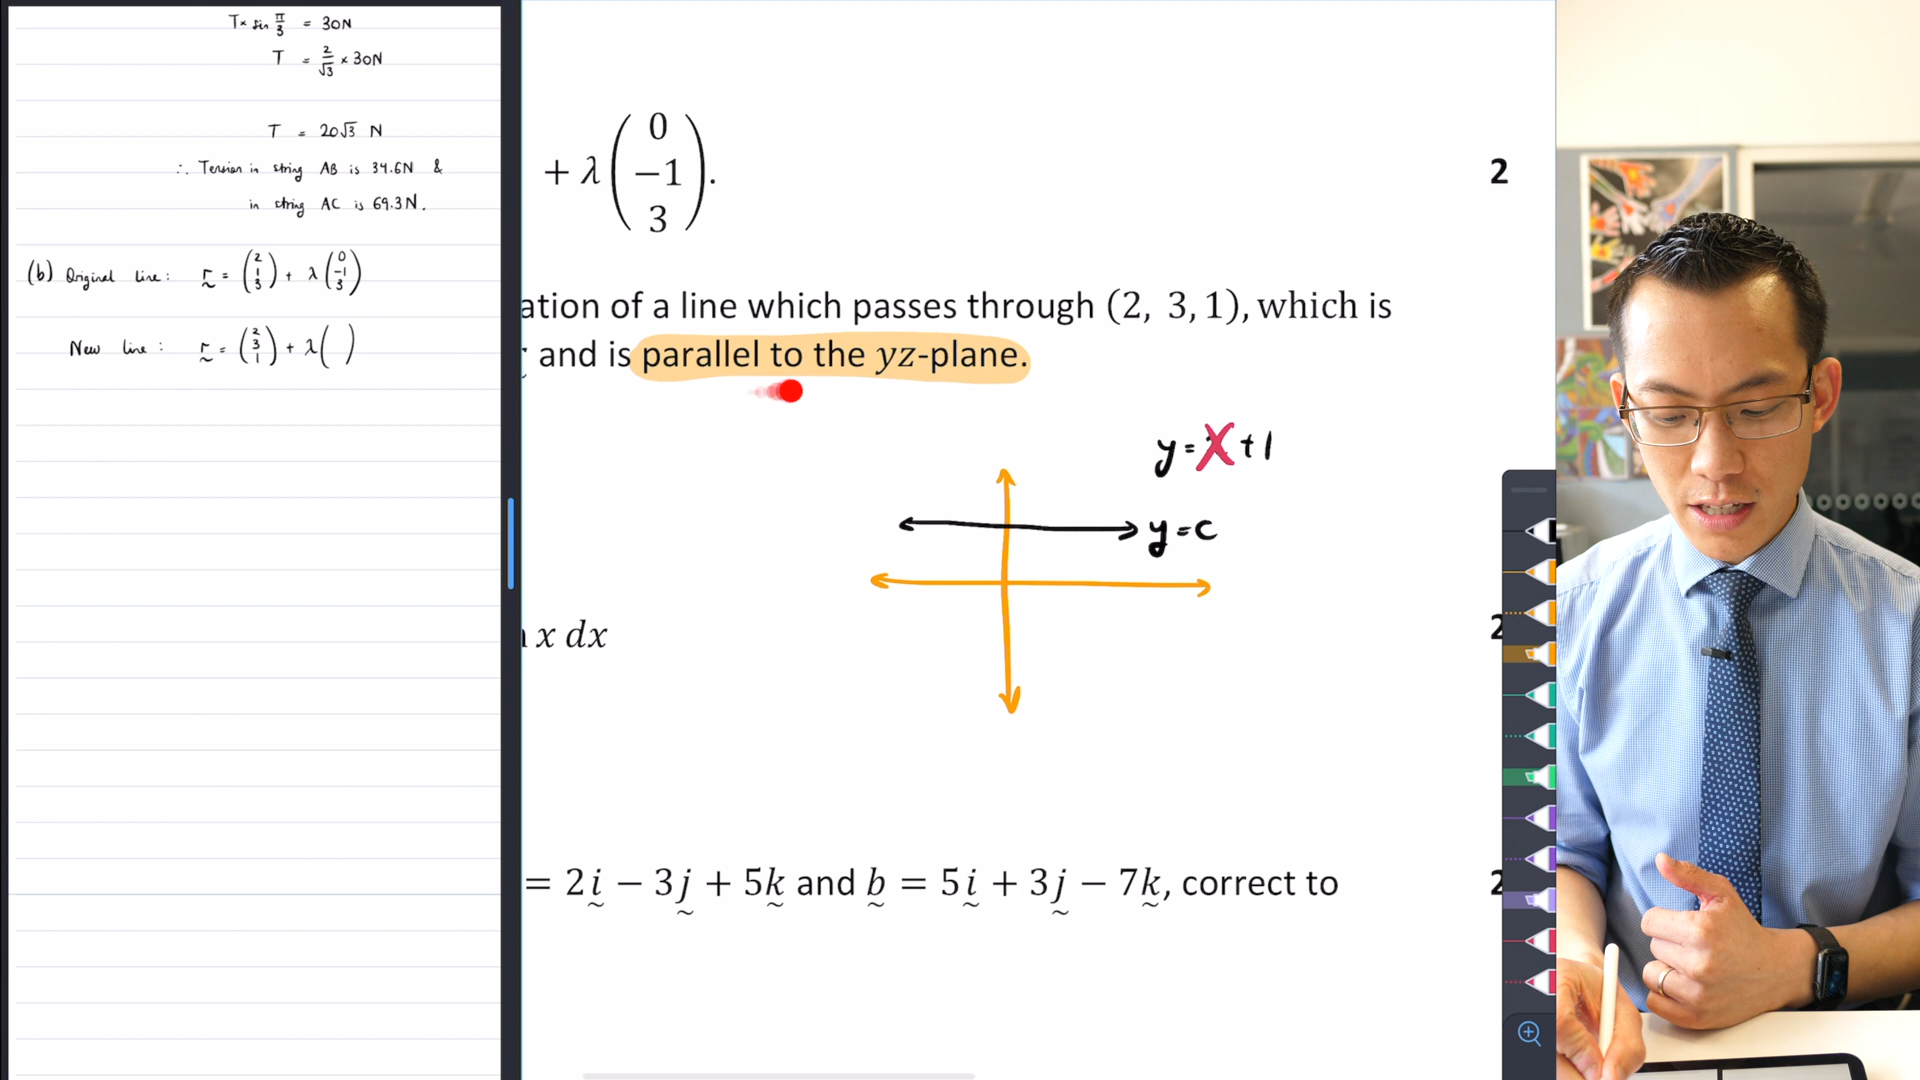 T× sin π/3 = 30N
T = 2/√3 × 30N
T = 20√3 N
∴ Tension in string AB is 34.6N &
in string AC is 69.3N.
(b) Original line: r = (2 1 3) + λ(0 -1 3)
New line: r = (2 3 1) + λ( )
+ λ(0 −1 3). 2
ation of a line which passes through (2, 3, 1), which is
and is parallel to the yz-plane.
y = X + 1
y = c
x dx 2
= 2i − 3j + 5k and b = 5i + 3j − 7k, correct to 2